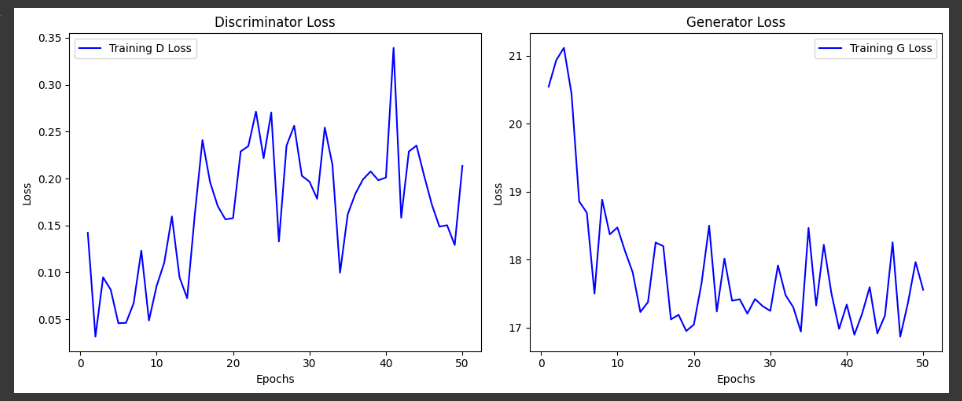 Discriminator Loss
Training D Loss
0.35
0.30
0.25
0.20
0.15
0.10
0.05
Loss
0 10 20 30 40 50
Epochs
Generator Loss
Training G Loss
21
20
19
18
17
Loss
0 10 20 30 40 50
Epochs